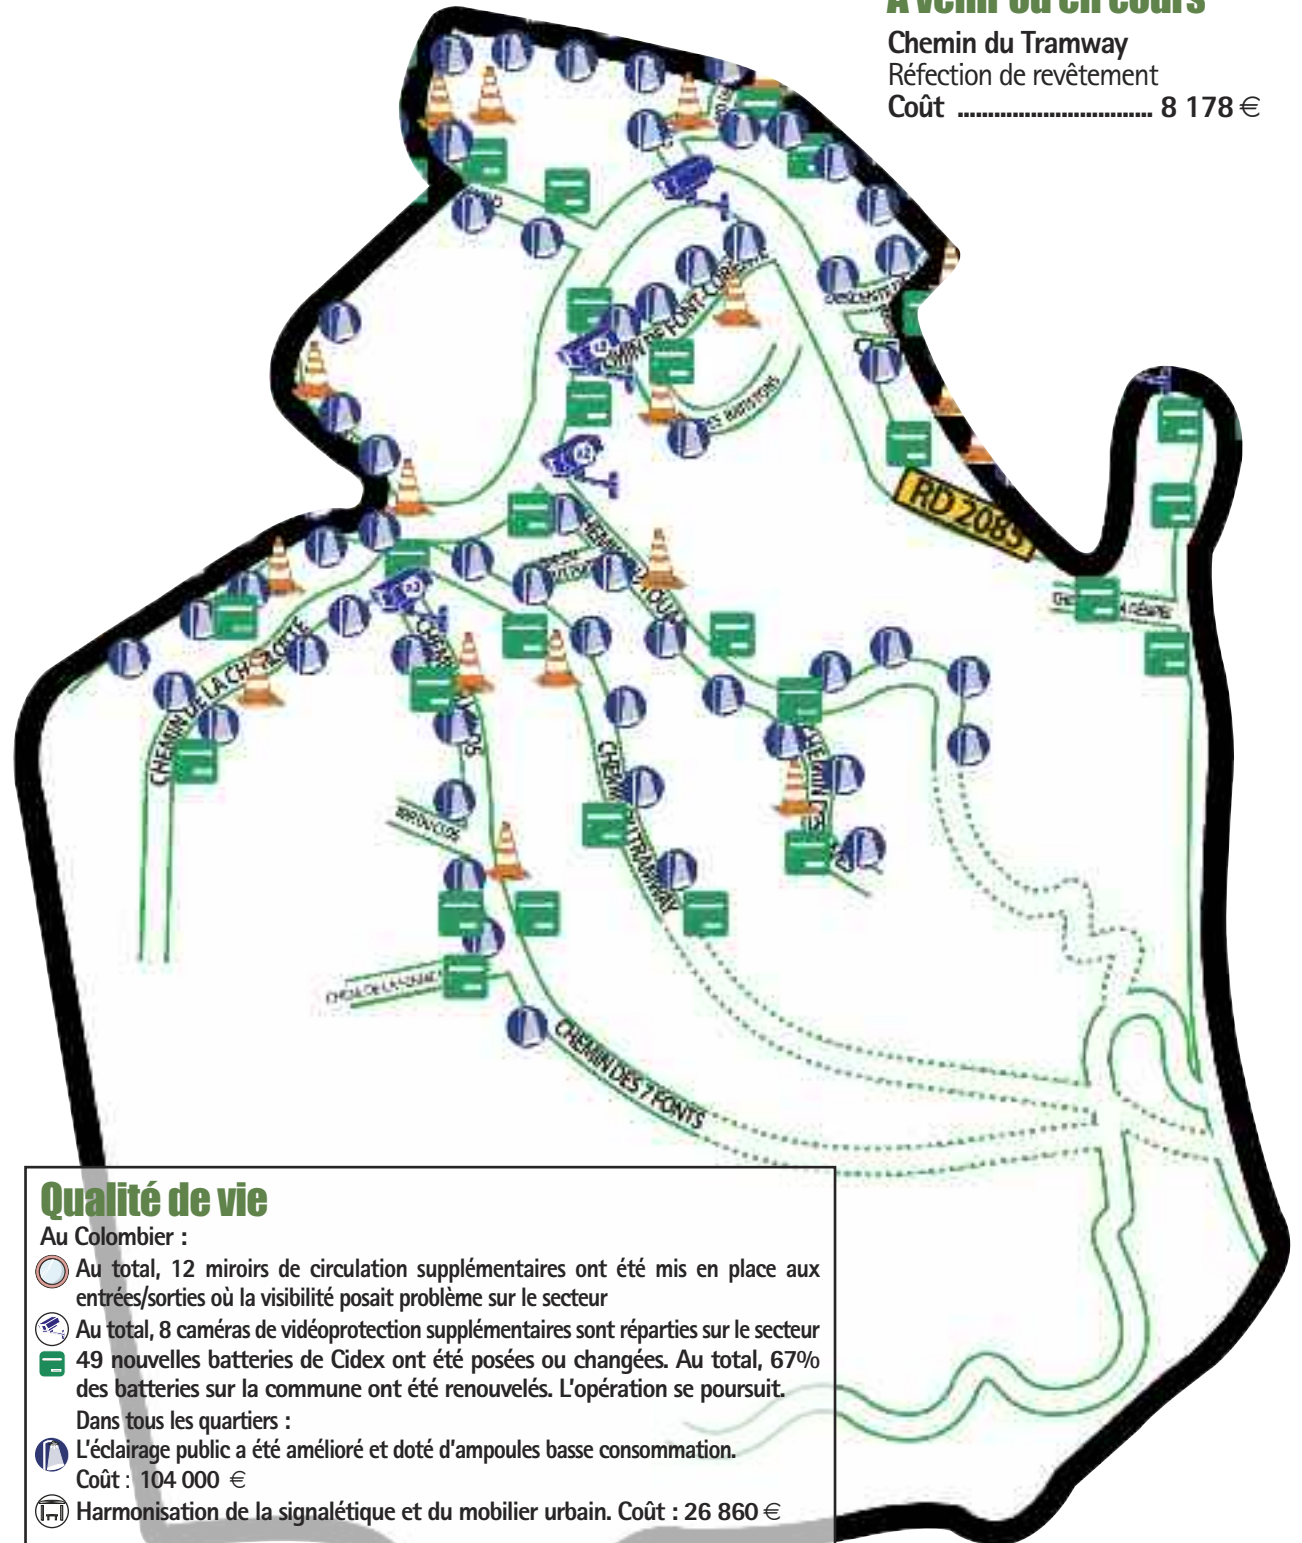 A venir ou en cours
Chemin du Tramway
Réfection de revêtement
Coût ................................ 8 178 €
RD 2085
CHEMIN DE LA CH
CHEMIN DES 7 FONTS
TRAMWAY
CHEMIN DES
Qualité de vie
Au Colombier :
Au total, 12 miroirs de circulation supplémentaires ont été mis en place aux
entrées/sorties où la visibilité posait problème sur le secteur
Au total, 8 caméras de vidéoprotection supplémentaires sont réparties sur le secteur
49 nouvelles batteries de Cidex ont été posées ou changées. Au total, 67%
des batteries sur la commune ont été renouvelés. L'opération se poursuit.
Dans tous les quartiers :
L'éclairage public a été amélioré et doté d'ampoules basse consommation.
Coût : 104 000 €
Harmonisation de la signalétique et du mobilier urbain. Coût : 26 860 €